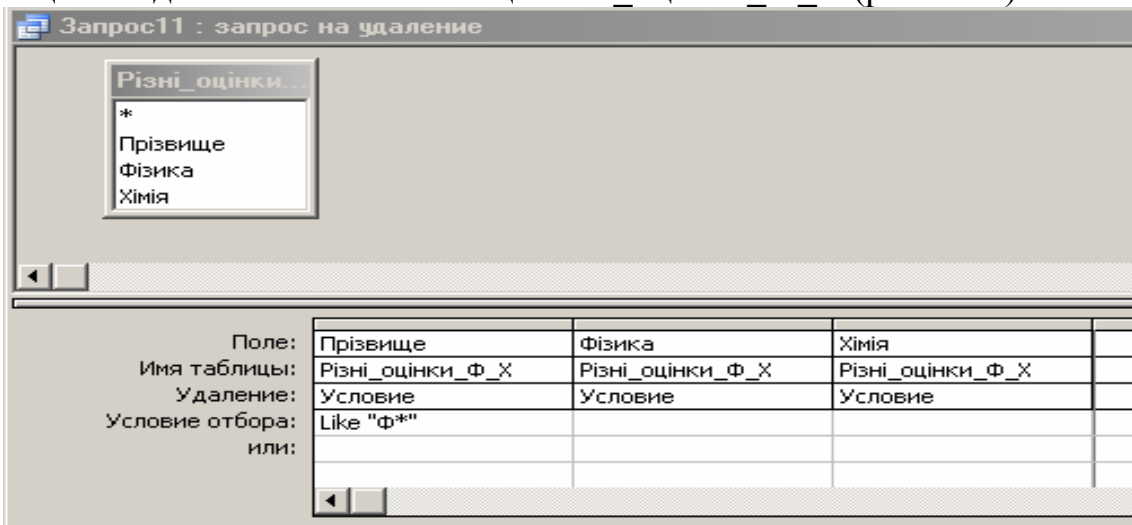 Запрос11 : запрос на удаление
Різні_оцінки...
*
Прізвище
Фізика
Хімія
Поле: Прізвище Фізика Хімія
Имя таблицы: Різні_оцінки_Ф_Х Різні_оцінки_Ф_Х Різні_оцінки_Ф_Х
Удаление: Условие Условие Условие
Условие отбора: Like "Ф*"
или: